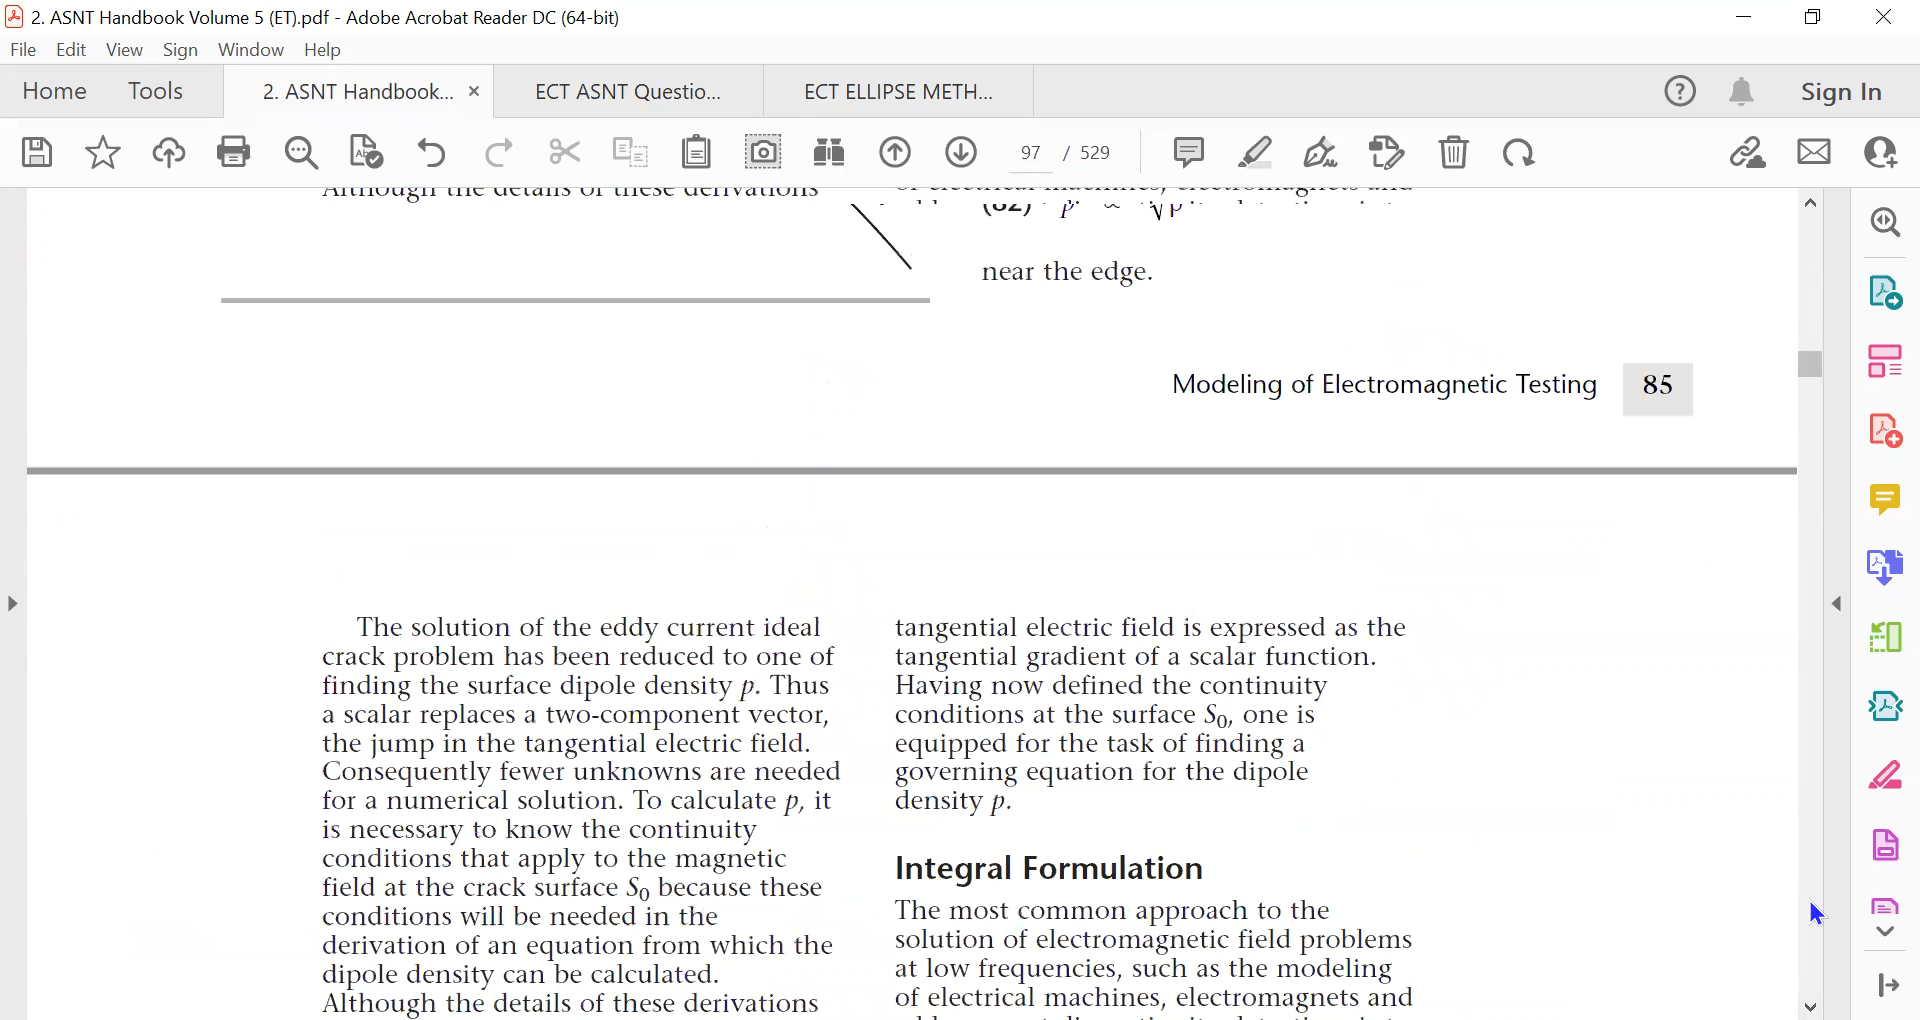 2. ASNT Handbook Volume 5 (ET).pdf - Adobe Acrobat Reader DC (64-bit)
File Edit View Sign Window Help
Home Tools 2. ASNT Handbook... × ECT ASNT Questio... ECT ELLIPSE METH... Sign In
97 / 529
Although the details of these derivations
of electrical machines, electromagnets and
near the edge.
Modeling of Electromagnetic Testing 85
The solution of the eddy current ideal
crack problem has been reduced to one of
finding the surface dipole density p. Thus
a scalar replaces a two-component vector,
the jump in the tangential electric field.
Consequently fewer unknowns are needed
for a numerical solution. To calculate p, it
is necessary to know the continuity
conditions that apply to the magnetic
field at the crack surface S0 because these
conditions will be needed in the
derivation of an equation from which the
dipole density can be calculated.
Although the details of these derivations
tangential electric field is expressed as the
tangential gradient of a scalar function.
Having now defined the continuity
conditions at the surface S0, one is
equipped for the task of finding a
governing equation for the dipole
density p.
Integral Formulation
The most common approach to the
solution of electromagnetic field problems
at low frequencies, such as the modeling
of electrical machines, electromagnets and